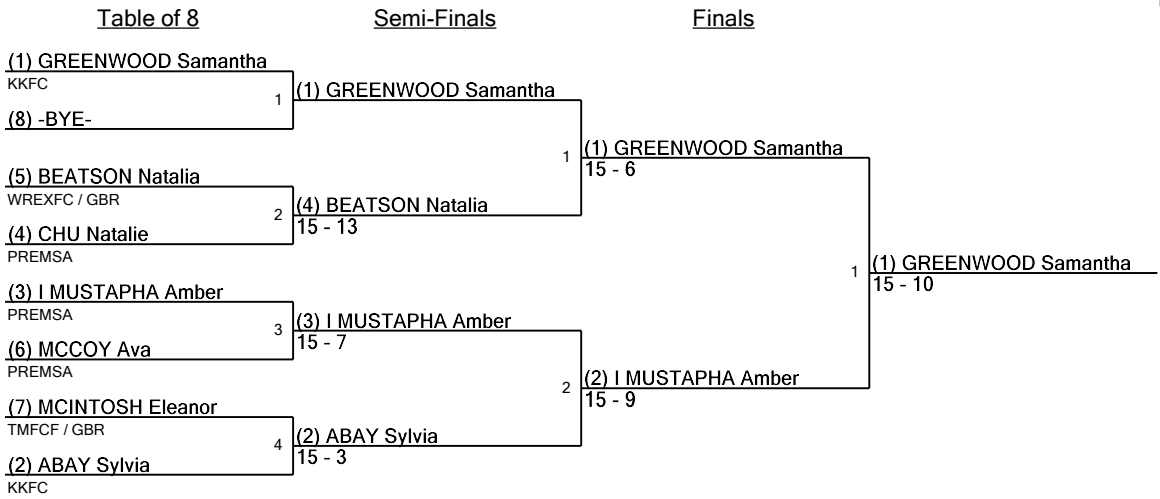 Table of 8
Semi-Finals
Finals
(1) GREENWOOD Samantha
KKFC
1
(8) -BYE-
(5) BEATSON Natalia
WREXFC / GBR
2
(4) CHU Natalie
PREMSA
(3) I MUSTAPHA Amber
PREMSA
3
(6) MCCOY Ava
PREMSA
(7) MCINTOSH Eleanor
TMFCF / GBR
4
(2) ABAY Sylvia
KKFC
(1) GREENWOOD Samantha
1
(4) BEATSON Natalia
15 - 13
(3) I MUSTAPHA Amber
15 - 7
2
(2) ABAY Sylvia
15 - 3
(1) GREENWOOD Samantha
15 - 6
1
(2) I MUSTAPHA Amber
15 - 9
(1) GREENWOOD Samantha
15 - 10